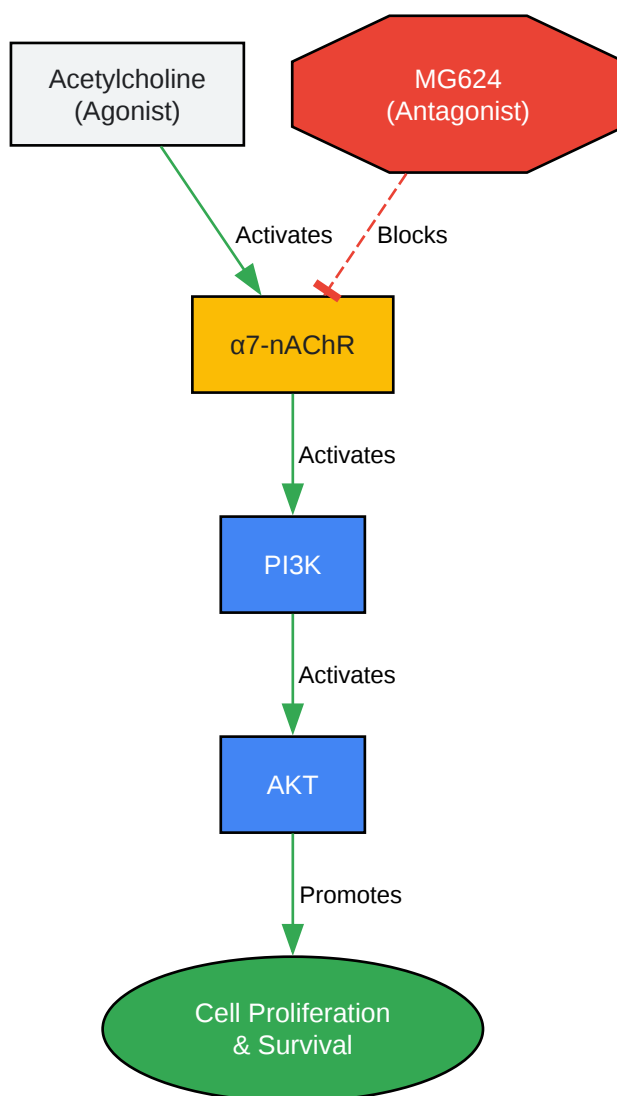 Acetylcholine
(Agonist)
MG624
(Antagonist)
Activates
Blocks
α7-nAChR
Activates
PI3K
Activates
AKT
Promotes
Cell Proliferation
& Survival